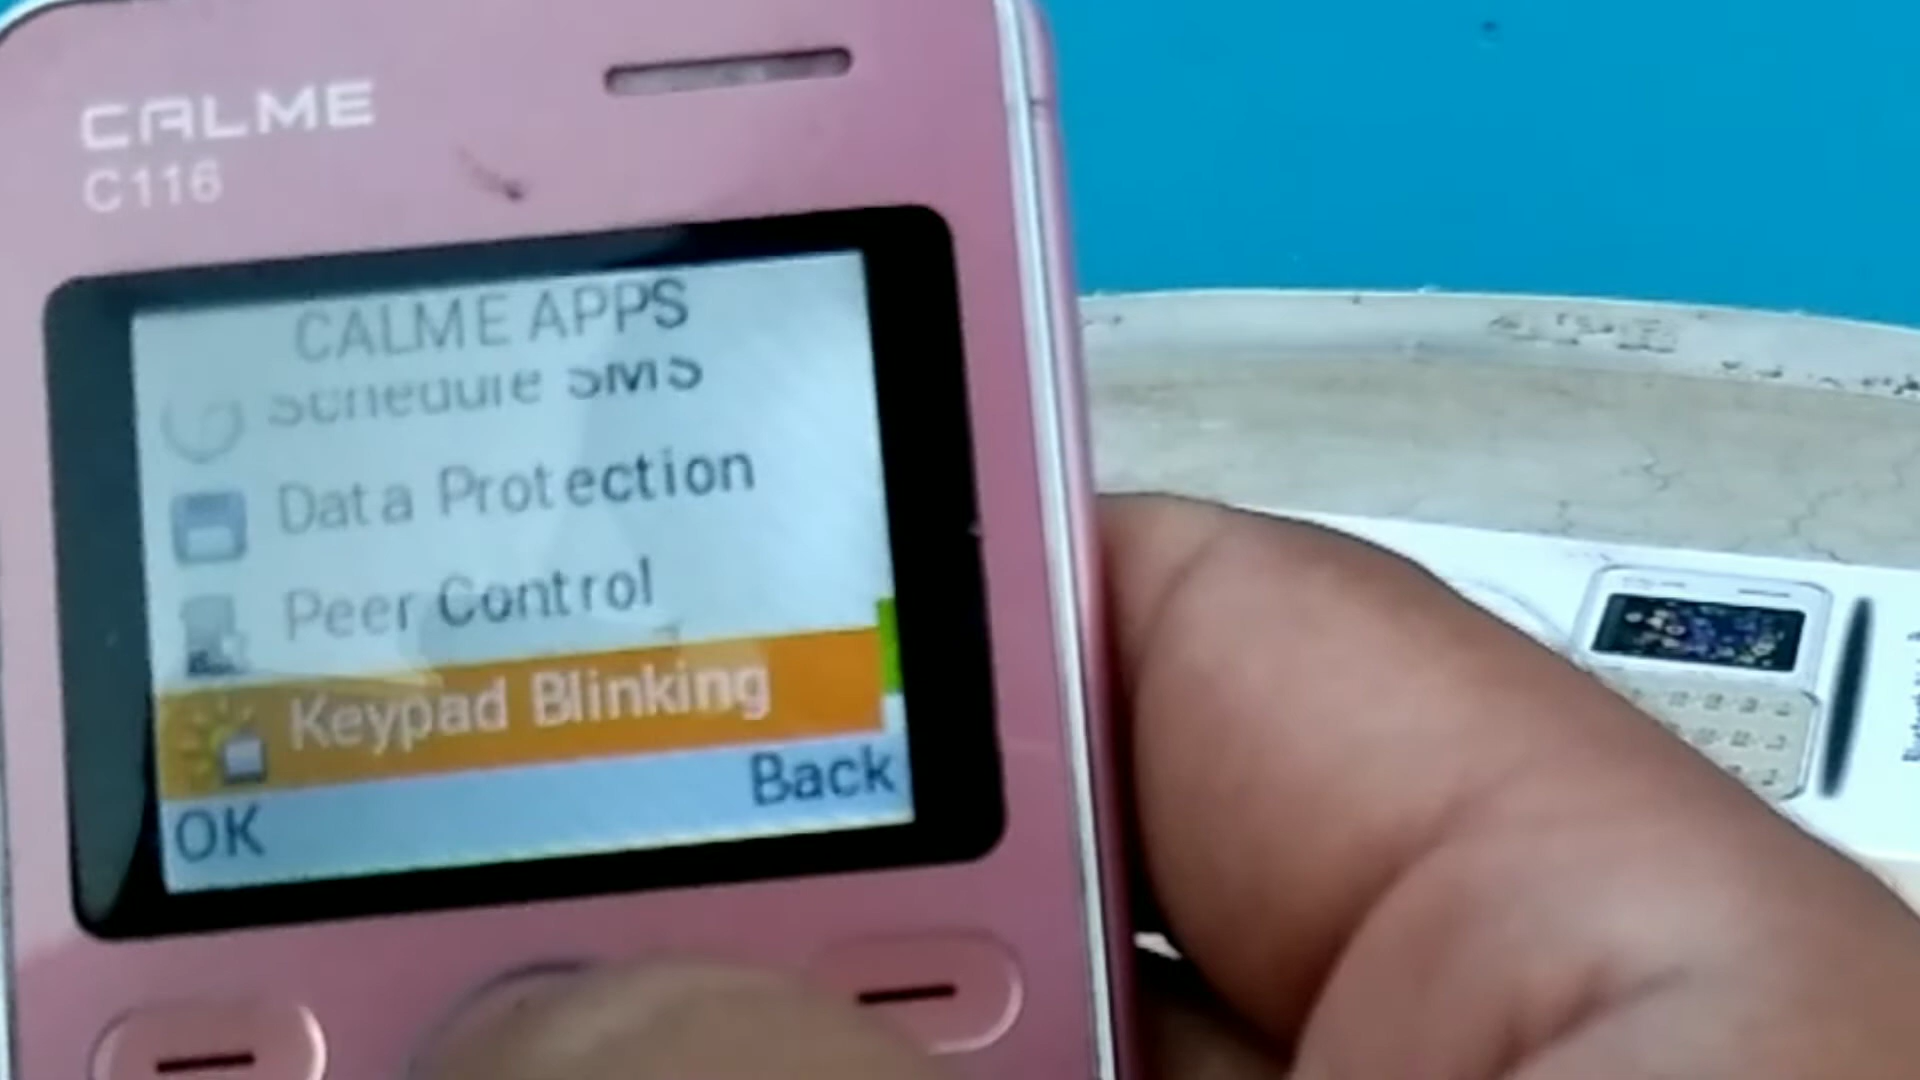 CALME
C116
CALME APPS
Schedule SMS
Data Protection
Peer Control
Keypad Blinking
Back
OK